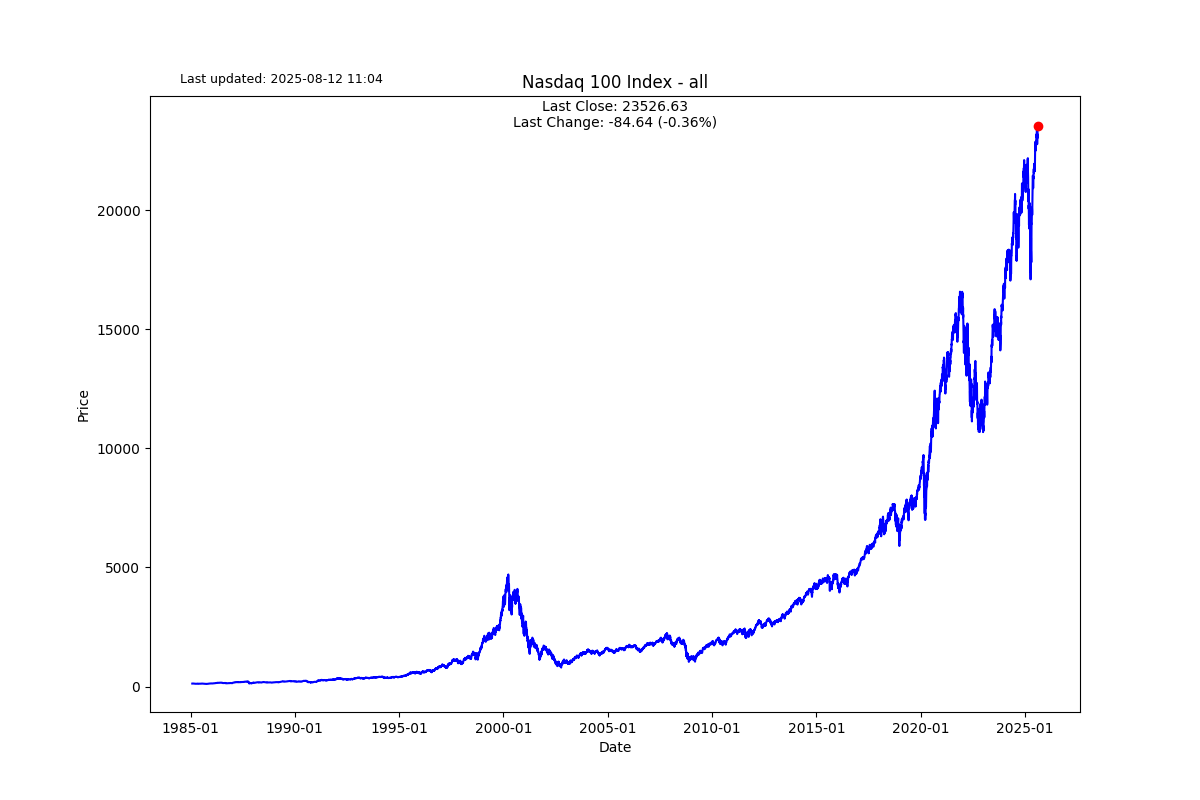 Last updated: 2025-08-12 11:04
Nasdaq 100 Index - all
Last Close: 23526.63
Last Change: -84.64 (-0.36%)
Price
20000
15000
10000
5000
0
1985-01 1990-01 1995-01 2000-01 2005-01 2010-01 2015-01 2020-01 2025-01
Date